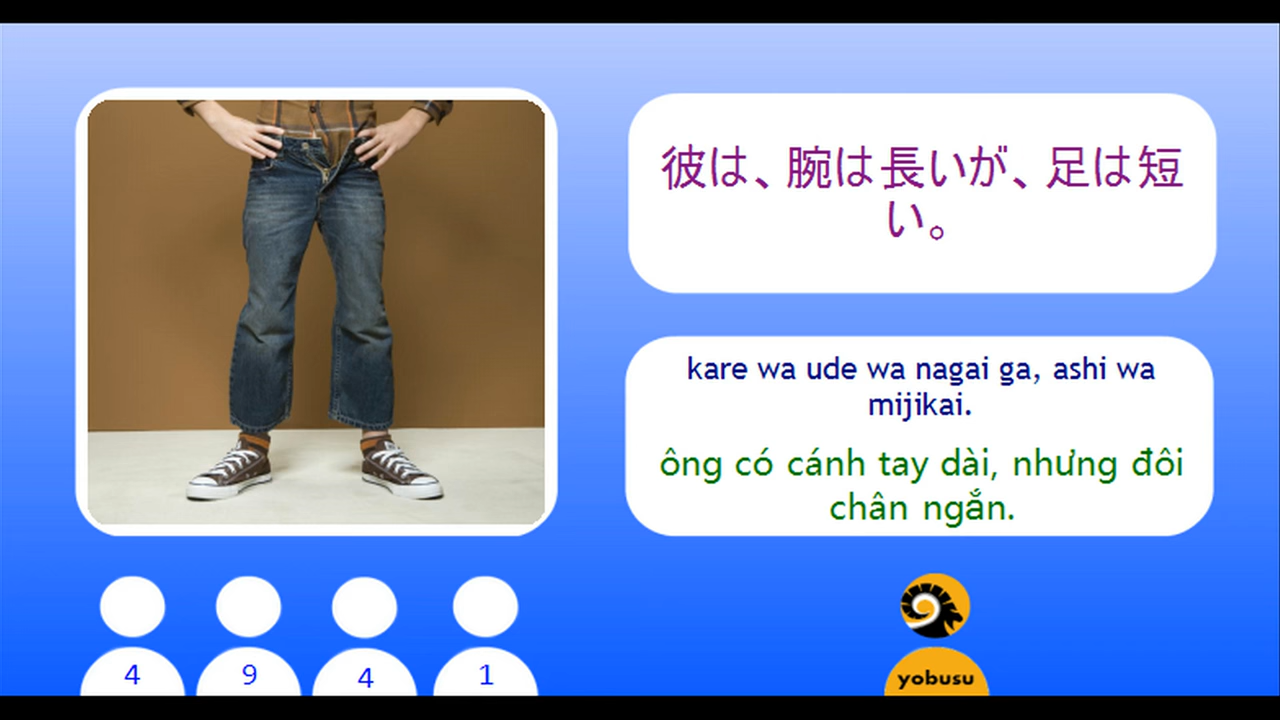 彼は、腕は長いが、足は短
い。
kare wa ude wa nagai ga, ashi wa
mijikai.
ông có cánh tay dài, nhưng đôi
chân ngắn.
4 9 4 1
yobusu